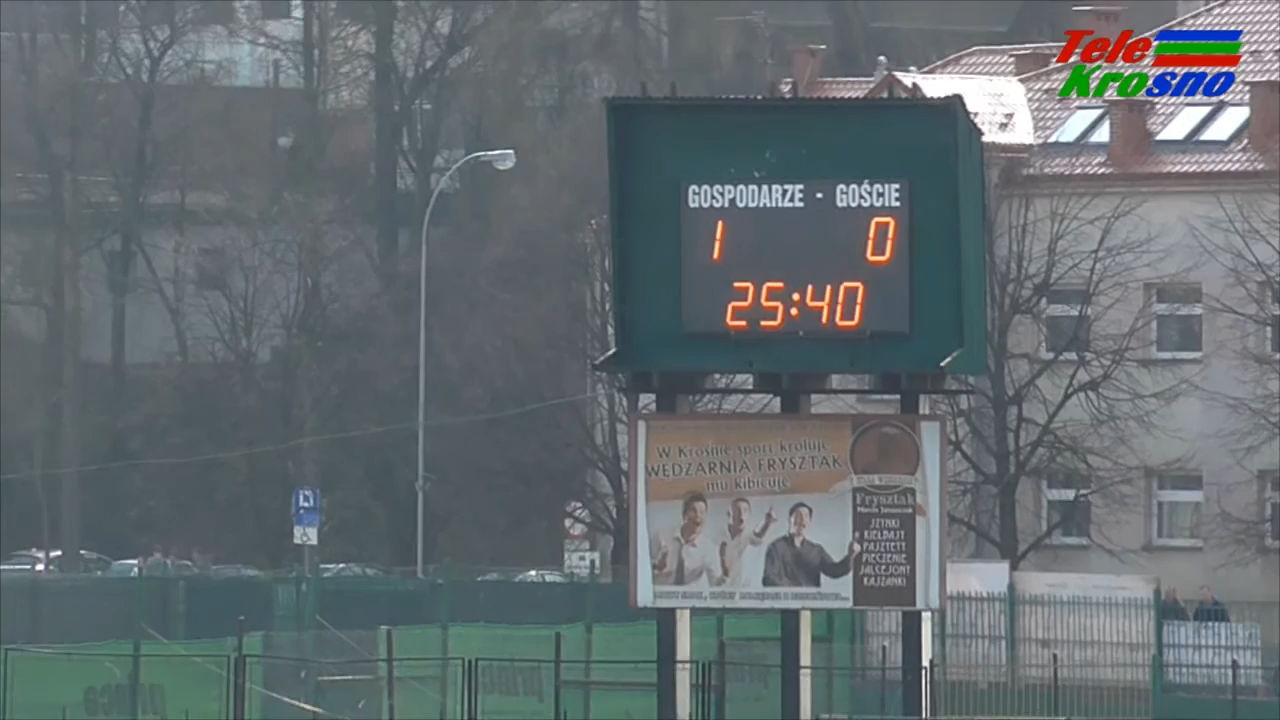 Tele
Krosno
GOSPODARZE - GOŚCIE
1 0
25:40
W Krośnie sport króluje
WĘDZARNIA FRYSZTAK
mu kibicuje
Frysztak
SZYNKI
KIEŁBASY
PASZTETY
PIECZENIE
SALCESONY
KASZANKI